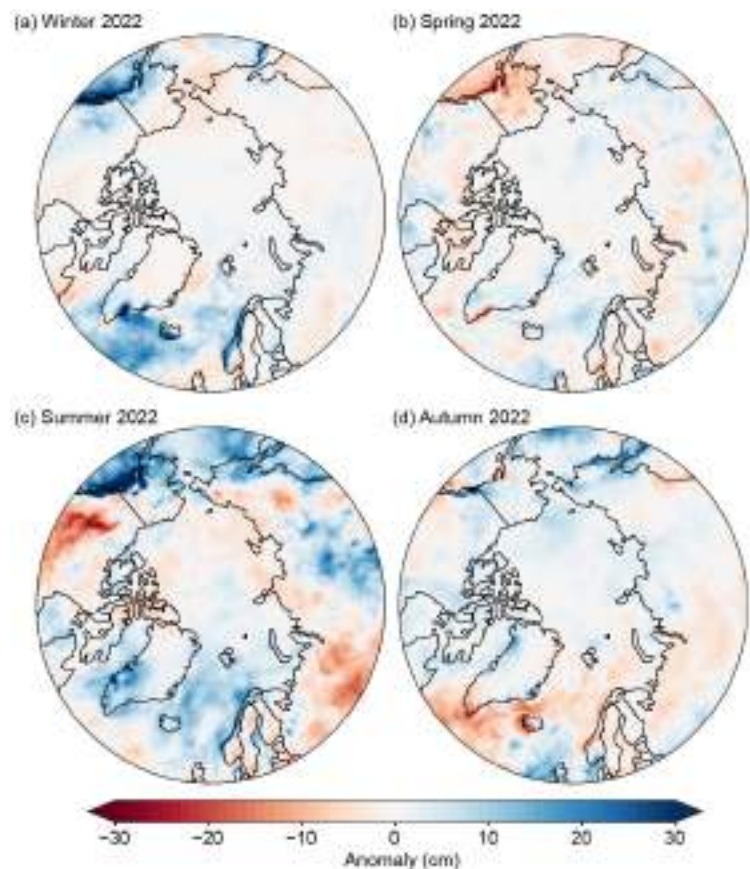 (a) Winter 2022
(b) Spring 2022
(c) Summer 2022
(d) Autumn 2022
−30 −20 −10 0 10 20 30
Anomaly (cm)